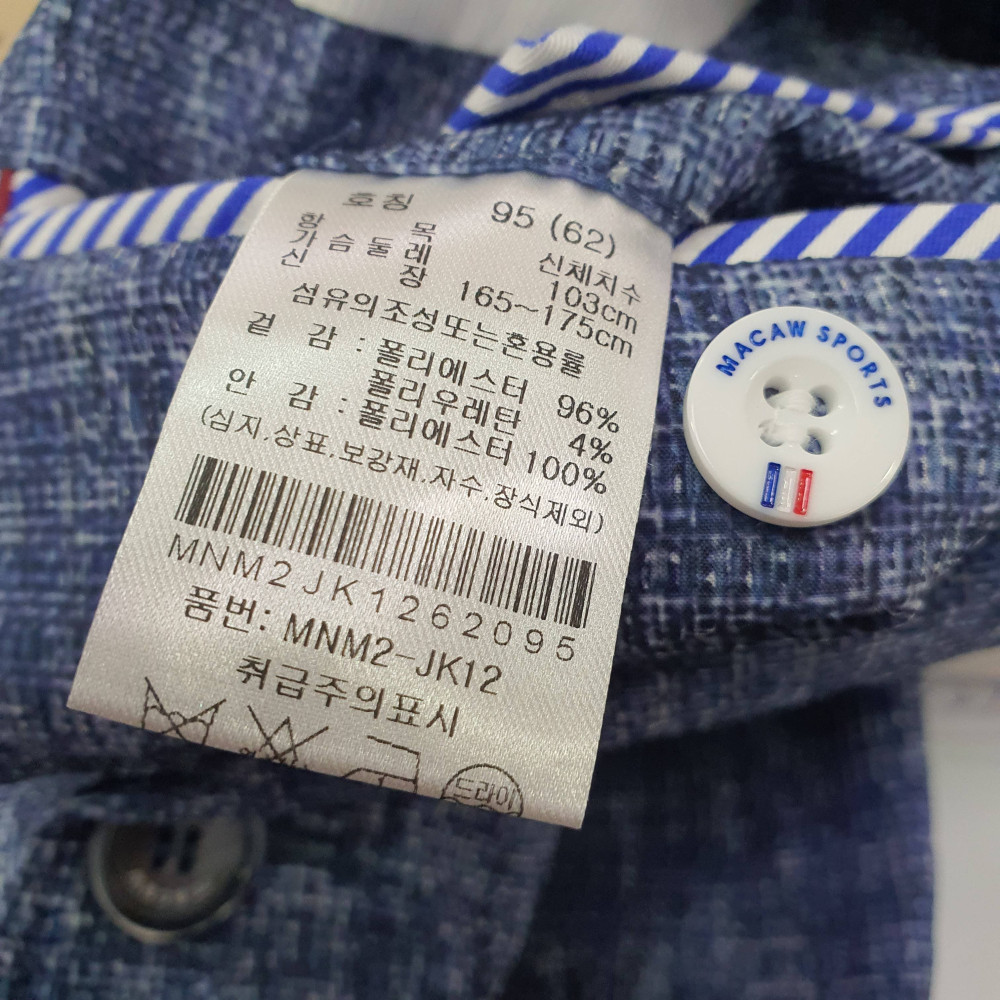 호칭 95 (62)
항목 신체치수
가슴둘레 103cm
신장 165~175cm
섬유의조성또는혼용률
겉감 : 폴리에스터 96%
폴리우레탄 4%
안감 : 폴리에스터 100%
(심지.상표.보강재.자수.장식제외)
MNM2JK1262095
품번: MNM2-JK12
취급주의표시
드라이
MACAW SPORTS